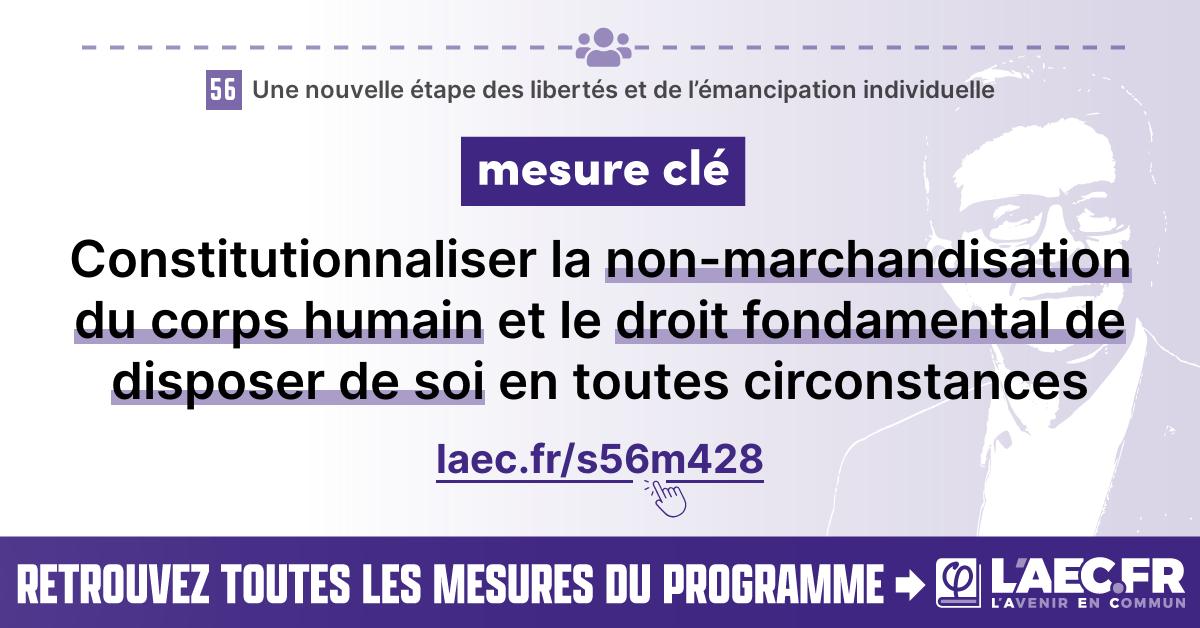 56 Une nouvelle étape des libertés et de l’émancipation individuelle
mesure clé
Constitutionnaliser la non-marchandisation
du corps humain et le droit fondamental de
disposer de soi en toutes circonstances
laec.fr/s56m428
RETROUVEZ TOUTES LES MESURES DU PROGRAMME
φ L'AEC.FR
L'AVENIR EN COMMUN